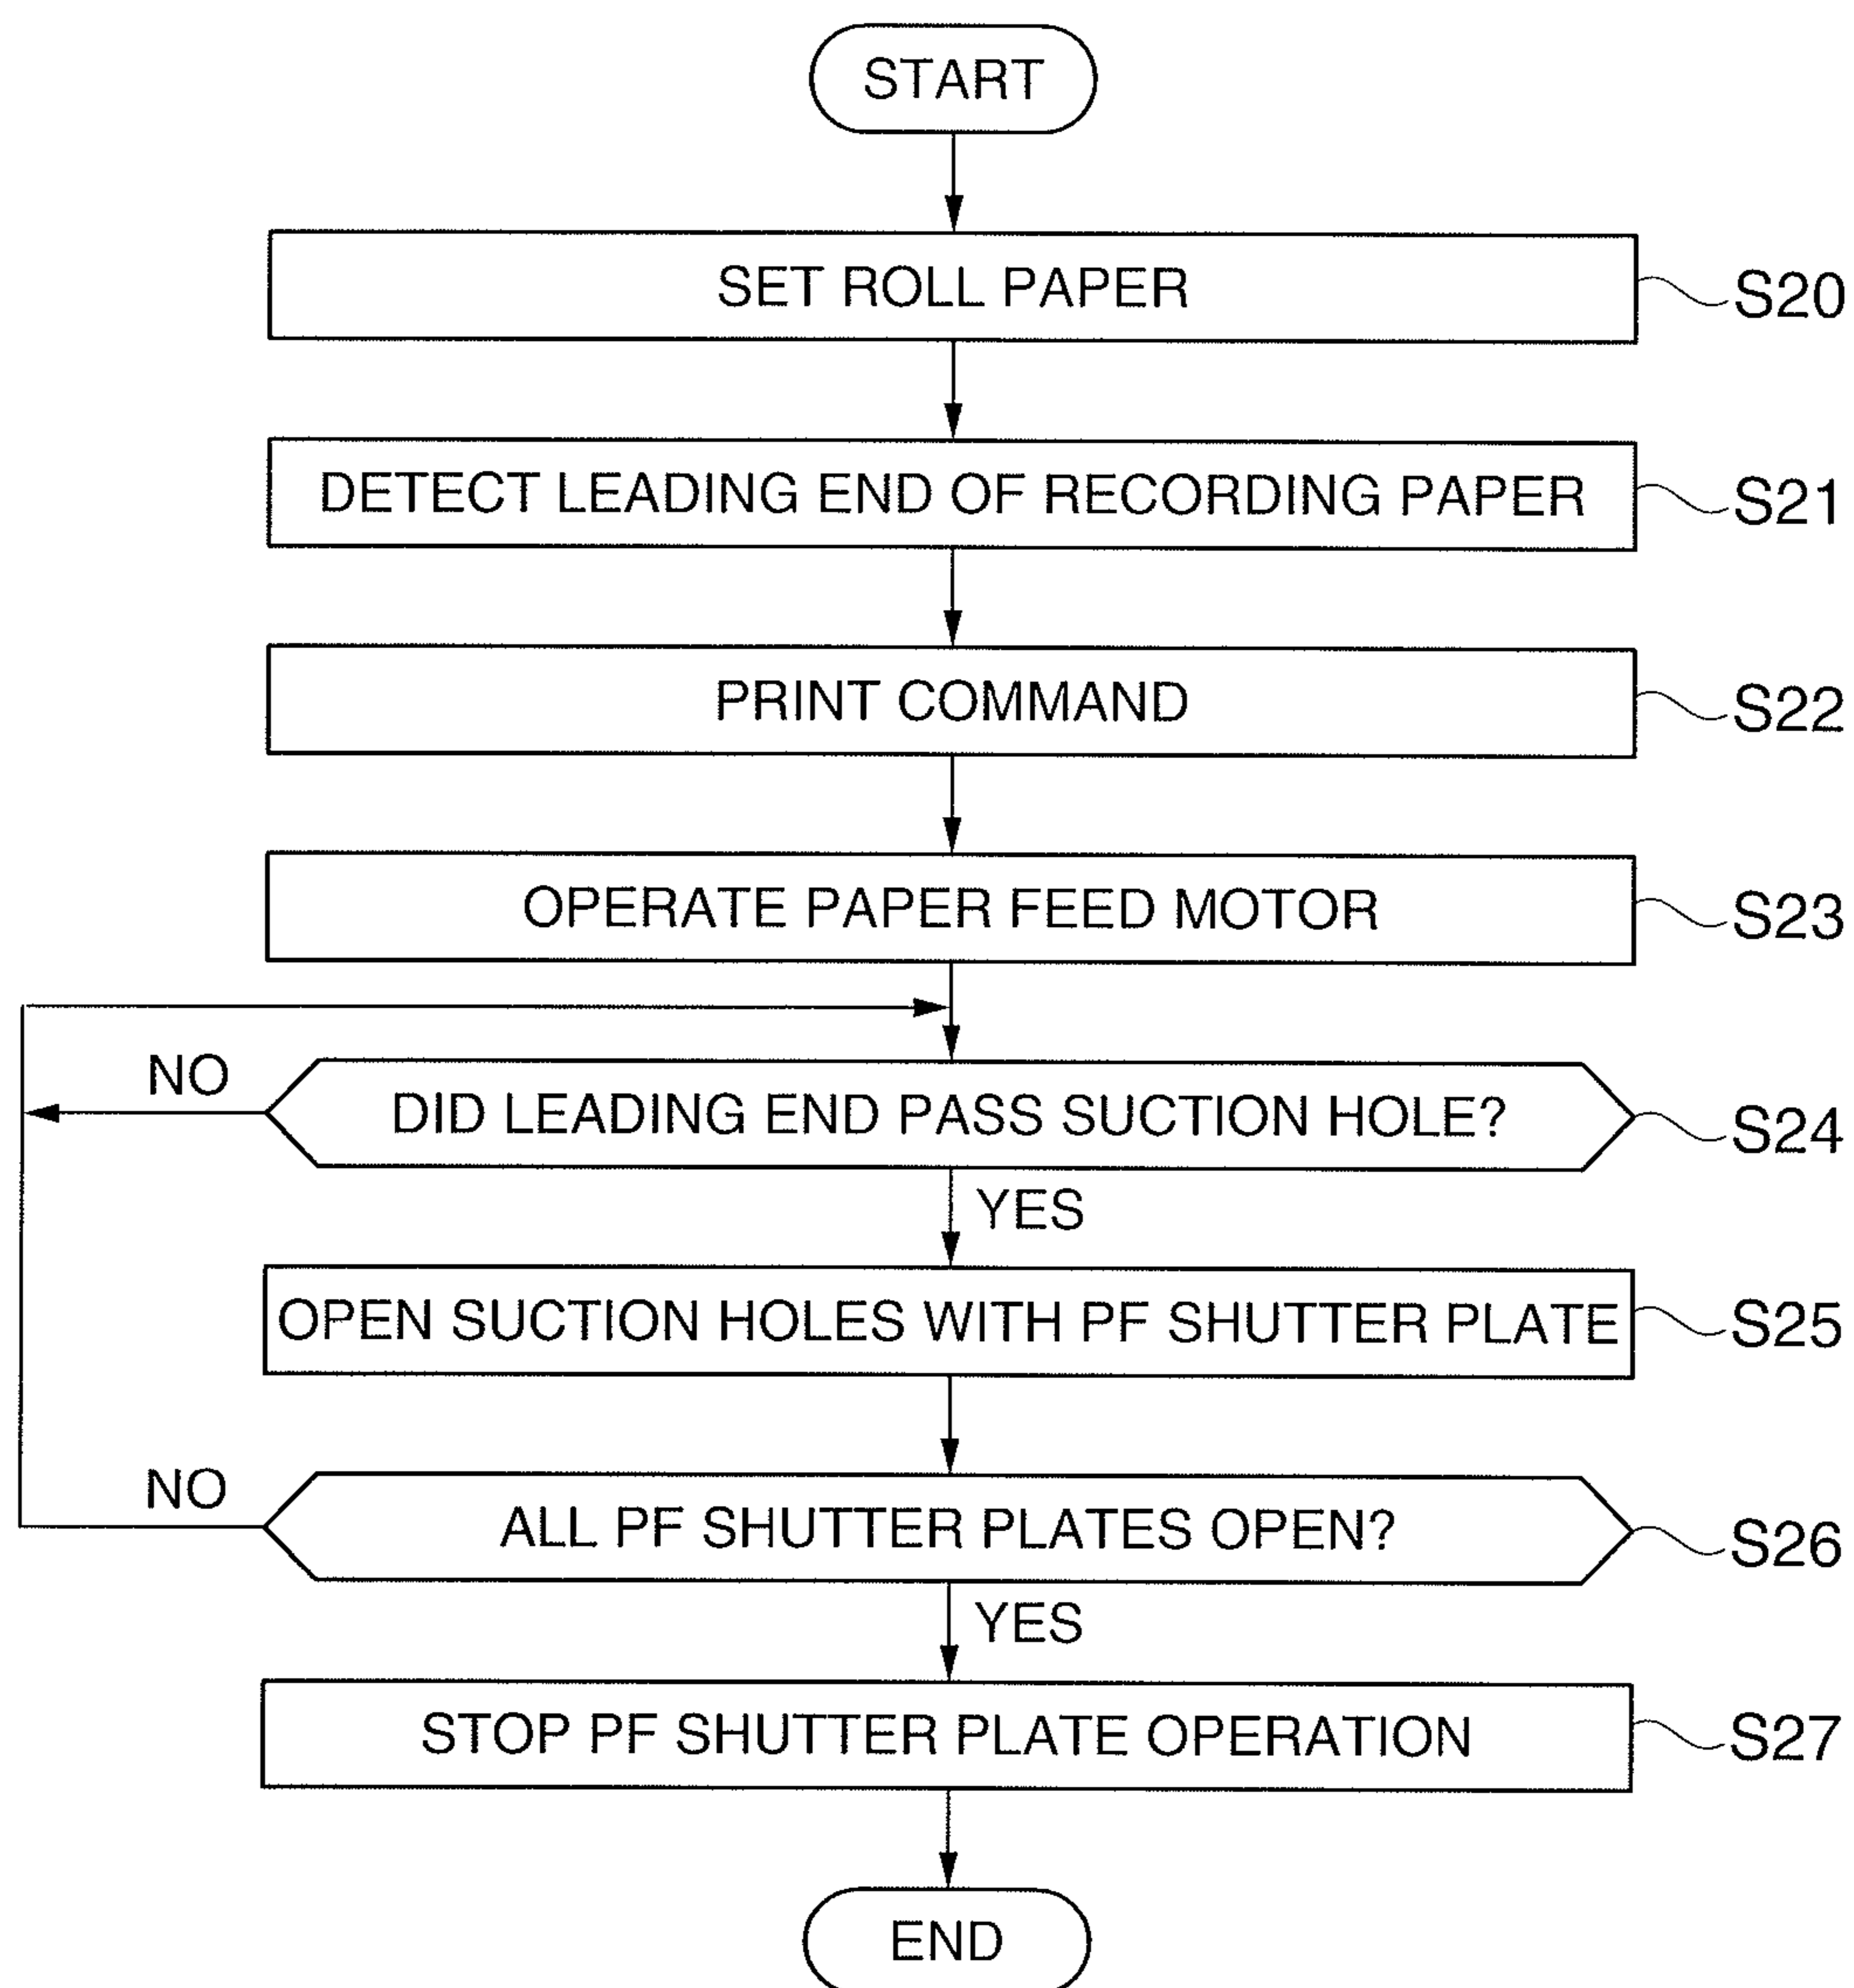 START
SET ROLL PAPER
S20
DETECT LEADING END OF RECORDING PAPER
S21
PRINT COMMAND
S22
OPERATE PAPER FEED MOTOR
S23
NO
DID LEADING END PASS SUCTION HOLE?
S24
YES
OPEN SUCTION HOLES WITH PF SHUTTER PLATE
S25
NO
ALL PF SHUTTER PLATES OPEN?
S26
YES
STOP PF SHUTTER PLATE OPERATION
S27
END